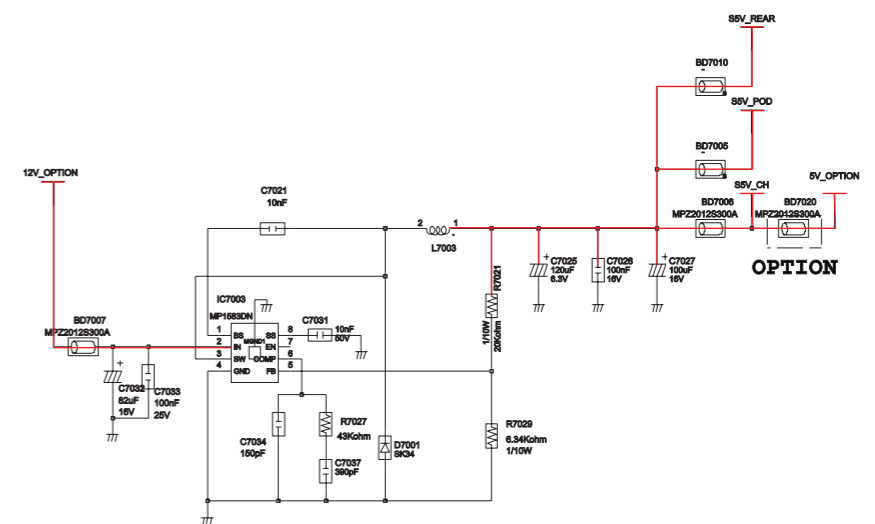 S5V_REAR
BD7010
-
S5V_POD
BD7005
-
12V_OPTION
5V_OPTION
S5V_CH
C7021
10nF
BD7006
MPZ2012S300A
BD7020
MPZ2012S300A
2
1
L7003
OPTION
+
C7025
120uF
6.3V
C7026
100nF
16V
+
C7027
100uF
16V
R7021
1/10W
20Kohm
IC7003
MP1583DN
C7031
10nF
50V
BD7007
MPZ2012S300A
1
2
3
4
BS
IN
SW
GND
MGND1
SS
EN
COMP
FB
8
7
6
5
+
C7032
82uF
16V
C7033
100nF
25V
R7027
43Kohm
C7034
150pF
C7037
390pF
D7001
SK34
R7029
6.34Kohm
1/10W